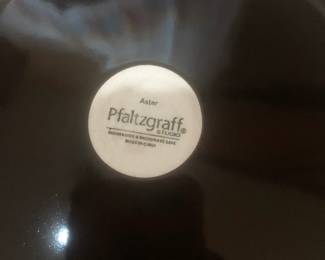 Aster
Pfaltzgraff®
STUDIO
DISHWASHER & MICROWAVE SAFE
MADE IN CHINA